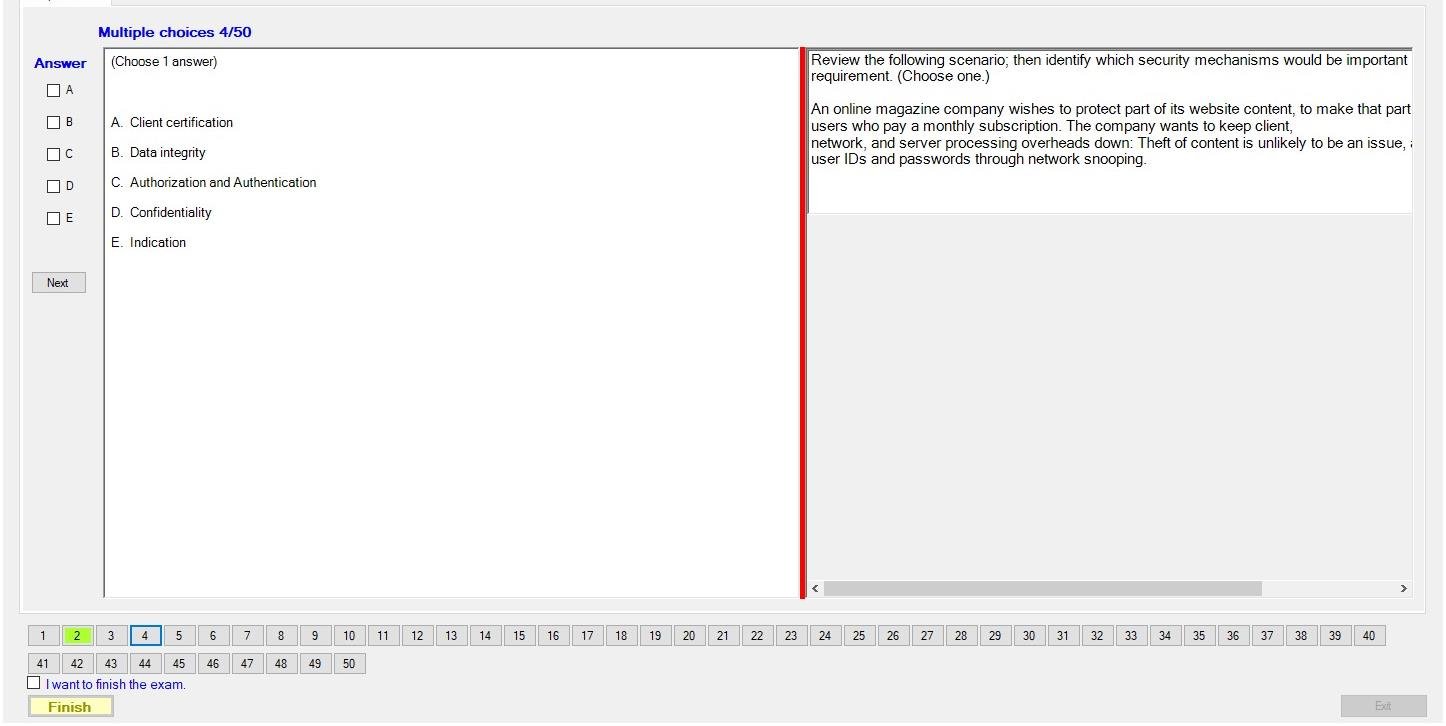 Multiple choices 4/50
Answer
A
B
C
D
E
Next
(Choose 1 answer)
A. Client certification
B. Data integrity
C. Authorization and Authentication
D. Confidentiality
E. Indication
Review the following scenario; then identify which security mechanisms would be important
requirement. (Choose one.)
An online magazine company wishes to protect part of its website content, to make that part
users who pay a monthly subscription. The company wants to keep client,
network, and server processing overheads down: Theft of content is unlikely to be an issue,
user IDs and passwords through network snooping.
1 2 3 4 5 6 7 8 9 10 11 12 13 14 15 16 17 18 19 20 21 22 23 24 25 26 27 28 29 30 31 32 33 34 35 36 37 38 39 40
41 42 43 44 45 46 47 48 49 50
I want to finish the exam.
Finish
Exit